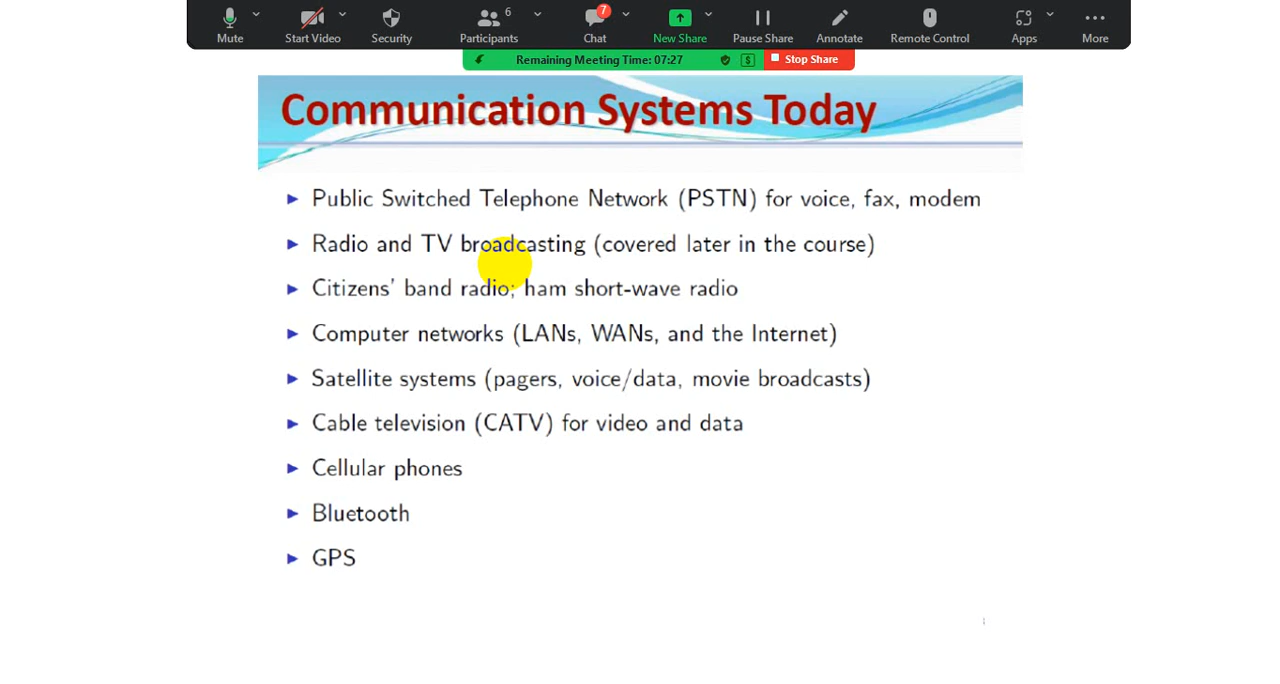 Mute
Start Video
Security
Participants
6
Chat
7
New Share
Pause Share
Annotate
Remote Control
Apps
More
Remaining Meeting Time: 07:27
Stop Share
Communication Systems Today
Public Switched Telephone Network (PSTN) for voice, fax, modem
Radio and TV broadcasting (covered later in the course)
Citizens' band radio; ham short-wave radio
Computer networks (LANs, WANs, and the Internet)
Satellite systems (pagers, voice/data, movie broadcasts)
Cable television (CATV) for video and data
Cellular phones
Bluetooth
GPS